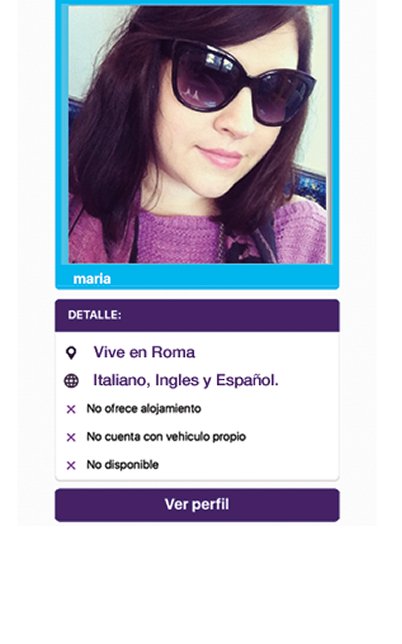 maria
DETALLE:
Vive en Roma
Italiano, Ingles y Español.
No ofrece alojamiento
No cuenta con vehiculo propio
No disponible
Ver perfil